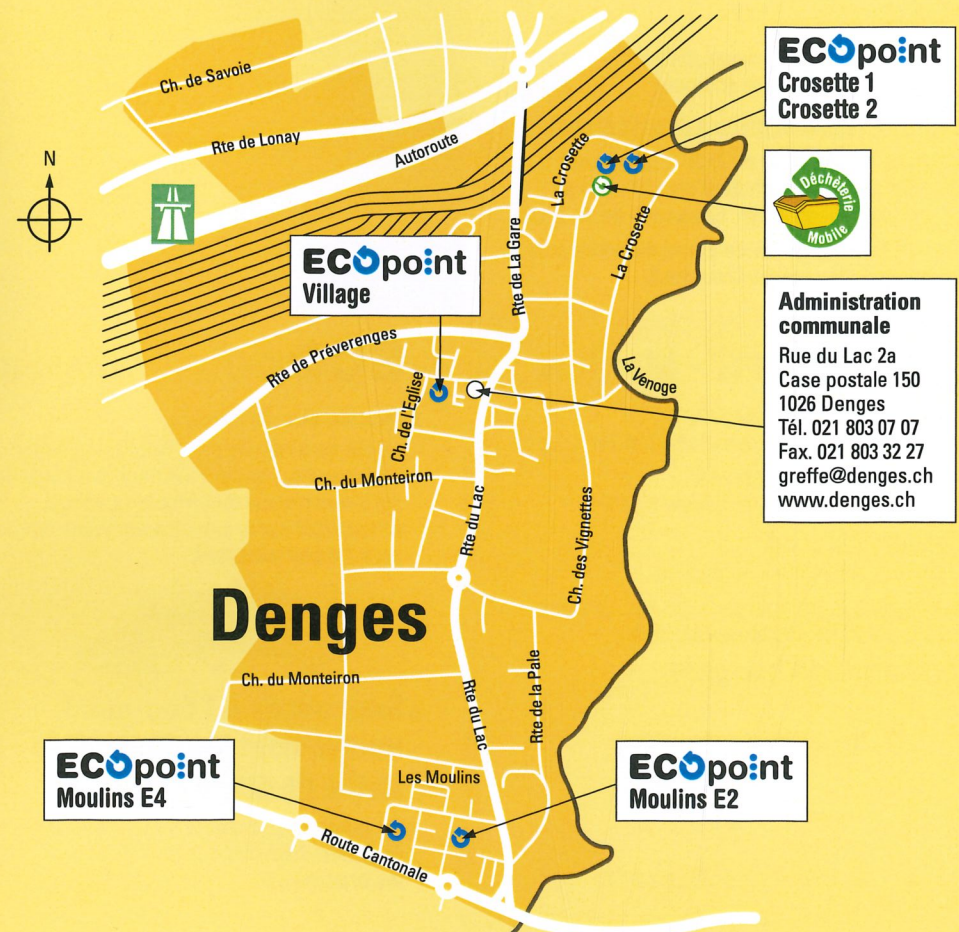 ECOpoint
Crosette 1
Crosette 2
Ch. de Savoie
Rte de Lonay
Autoroute
N
La Crosette
Déchèterie
Mobile
La Crosette
Rte de La Gare
ECOpoint
Village
Administration
communale
Rue du Lac 2a
Case postale 150
1026 Denges
Tél. 021 803 07 07
Fax. 021 803 32 27
greffe@denges.ch
www.denges.ch
Rte de Préverenges
La Venoge
Ch. de l'Eglise
Ch. du Monteiron
Rte du Lac
Ch. des Vignettes
Denges
Ch. du Monteiron
Rte du Lac
Rte de la Pale
ECOpoint
Moulins E4
Les Moulins
ECOpoint
Moulins E2
Route Cantonale